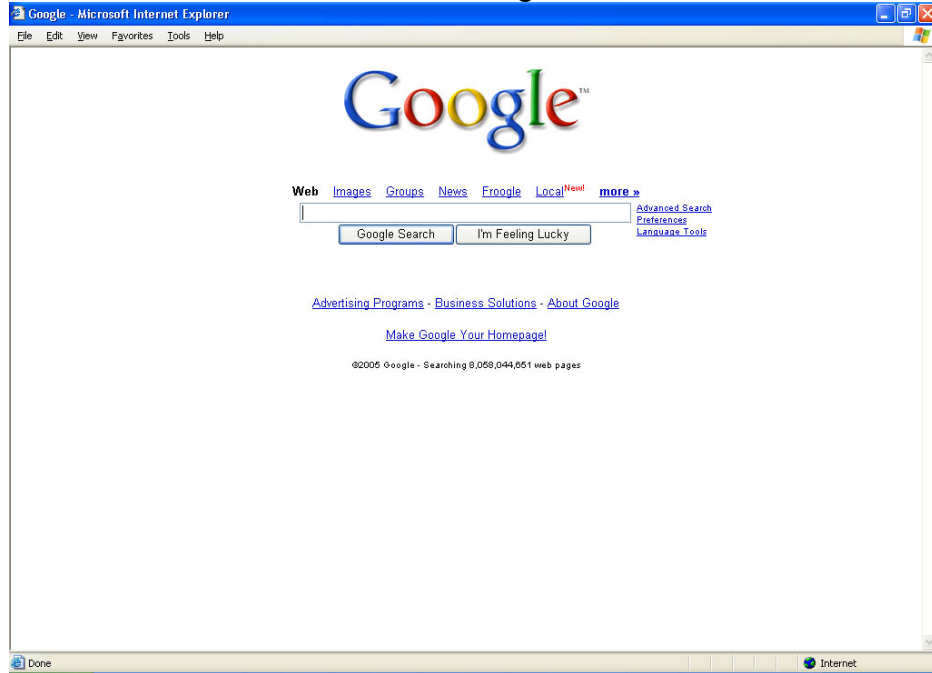 Google - Microsoft Internet Explorer
File Edit View Favorites Tools Help
Google™
Web Images Groups News Froogle Local New! more »
Advanced Search
Preferences
Language Tools
Google Search I'm Feeling Lucky
Advertising Programs - Business Solutions - About Google
Make Google Your Homepage!
©2005 Google - Searching 8,058,044,651 web pages
Done Internet